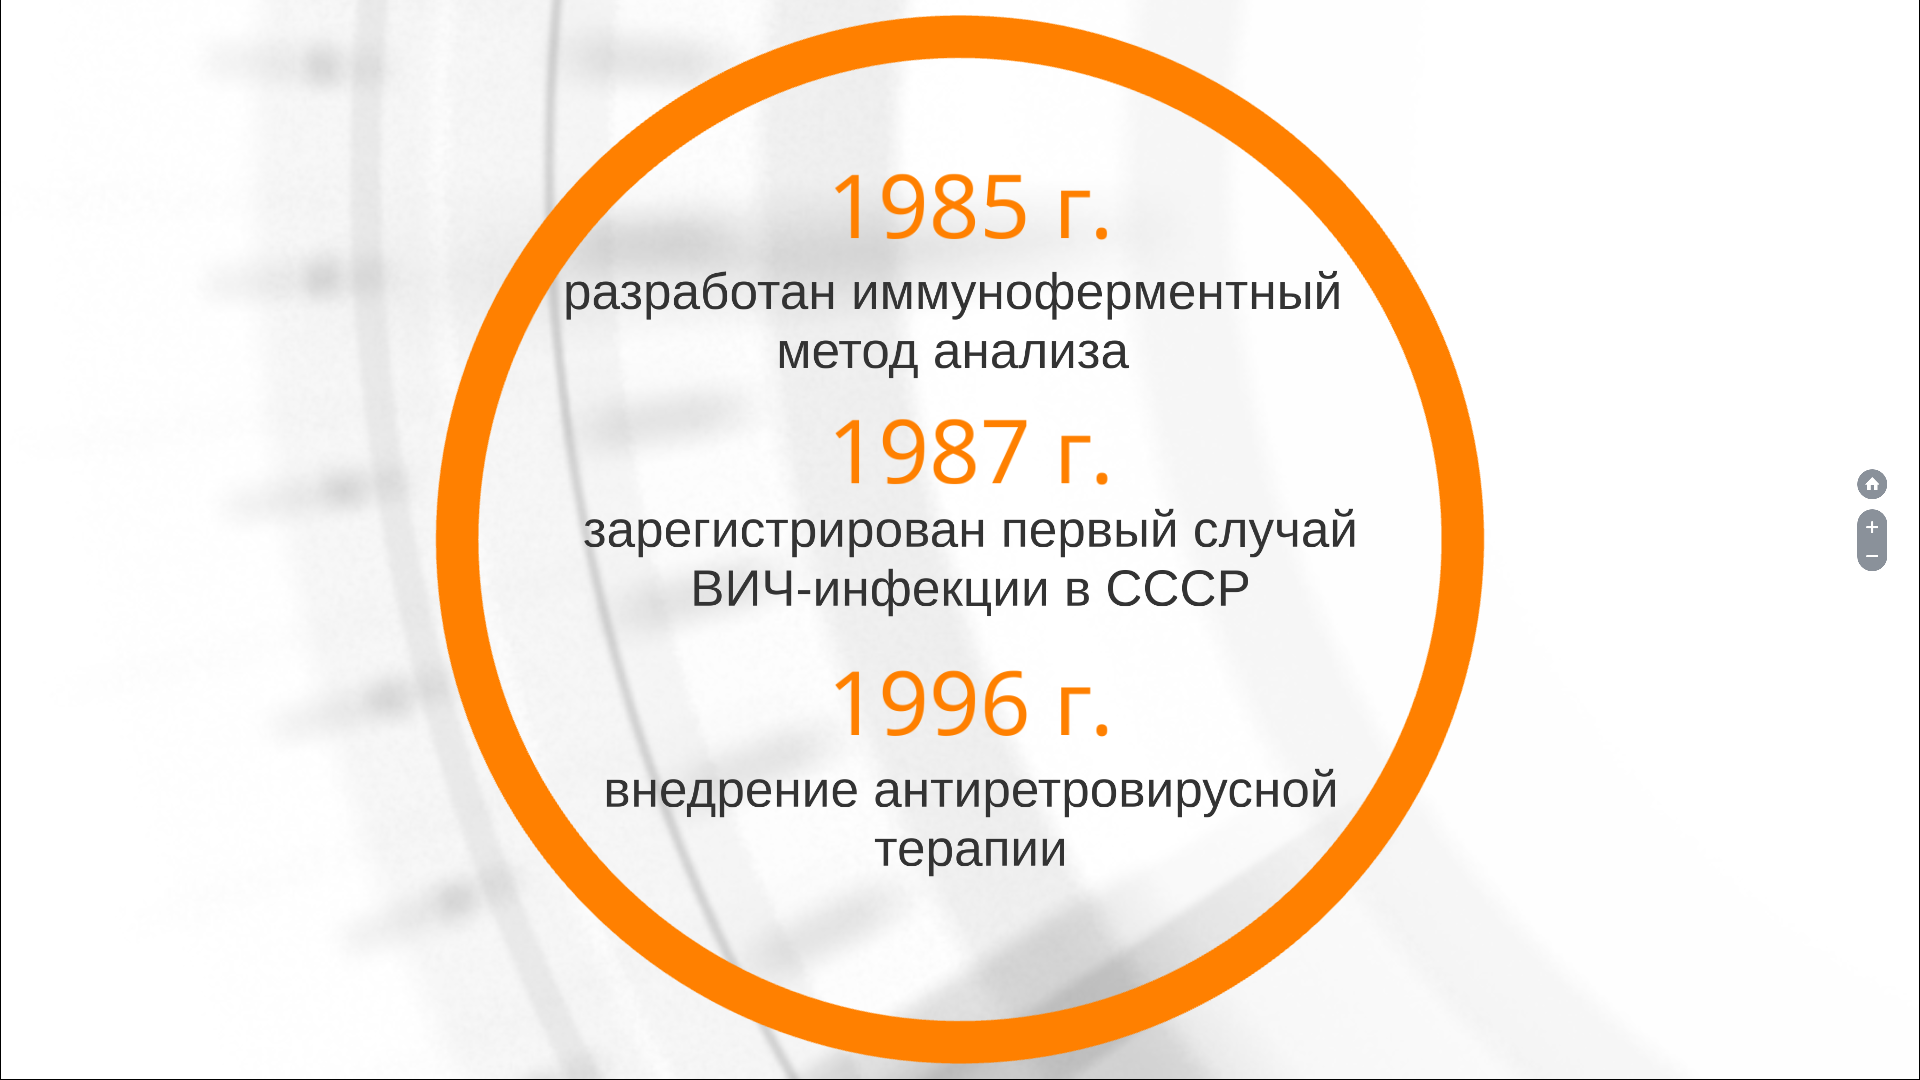 1985 г.
разработан иммуноферментный
метод анализа
1987 г.
зарегистрирован первый случай
ВИЧ-инфекции в СССР
1996 г.
внедрение антиретровирусной
терапии